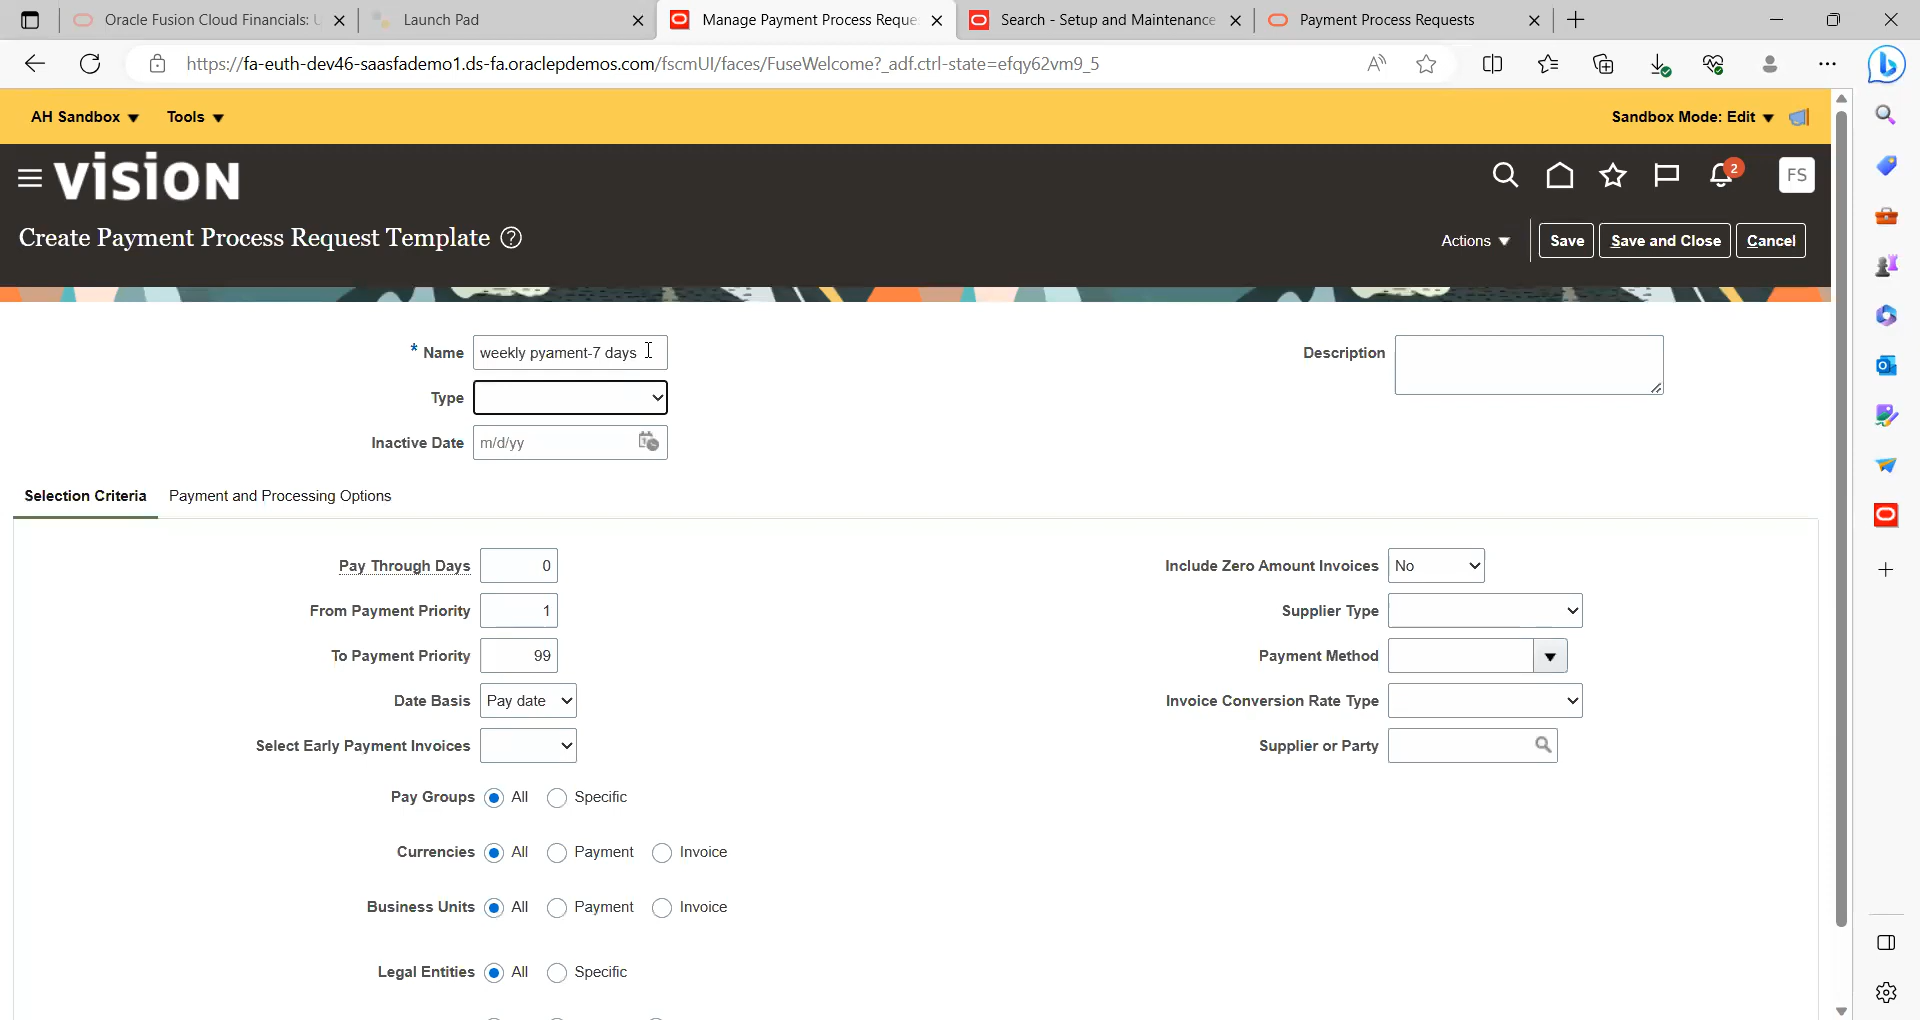 Oracle Fusion Cloud Financials: U
Launch Pad
Manage Payment Process Reque
Search - Setup and Maintenance
Payment Process Requests
https://fa-euth-dev46-saasfademo1.ds-fa.oraclepdemos.com/fscmUI/faces/FuseWelcome?_adf.ctrl-state=efqy62vm9_5
AH Sandbox
Tools
Sandbox Mode: Edit
vision
2
FS
Create Payment Process Request Template
Actions
Save
Save and Close
Cancel
* Name weekly pyament-7 days
Description
Type
Inactive Date m/d/yy
Selection Criteria
Payment and Processing Options
Pay Through Days 0
Include Zero Amount Invoices No
From Payment Priority 1
Supplier Type
To Payment Priority 99
Payment Method
Date Basis Pay date
Invoice Conversion Rate Type
Select Early Payment Invoices
Supplier or Party
Pay Groups All Specific
Currencies All Payment Invoice
Business Units All Payment Invoice
Legal Entities All Specific